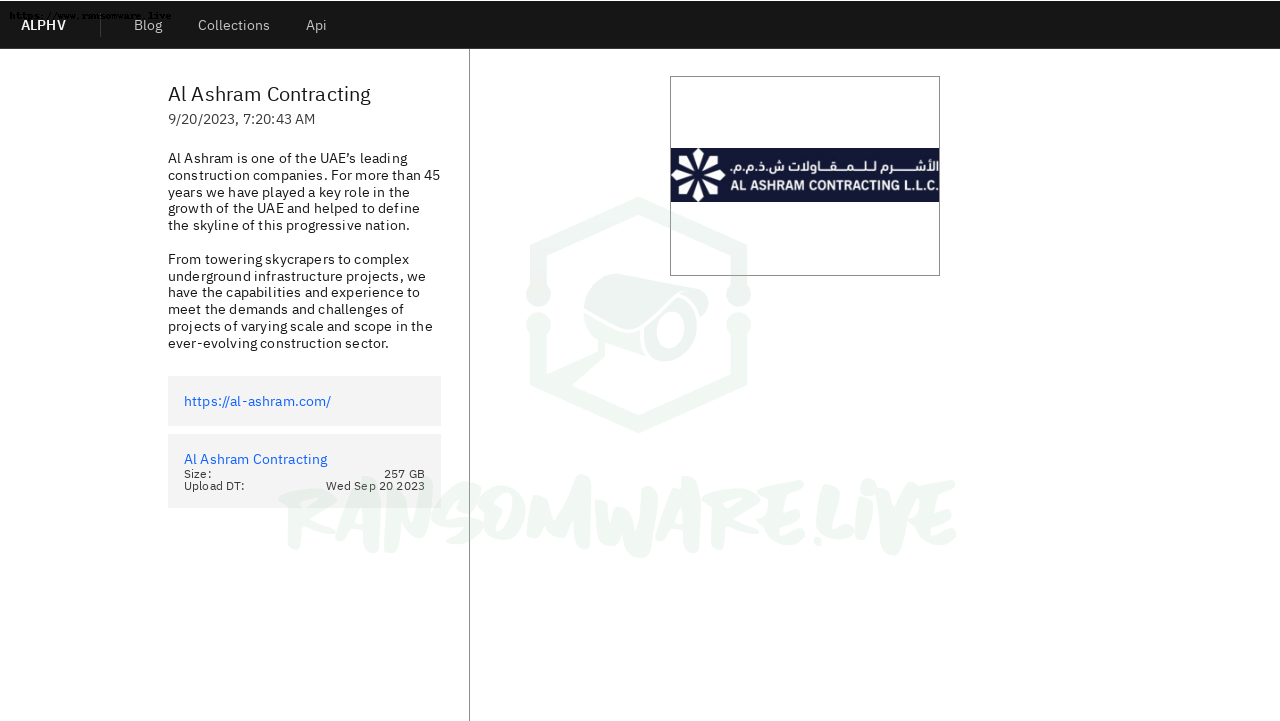 https://www.ransomware.live
ALPHV
Blog
Collections
Api
Al Ashram Contracting
9/20/2023, 7:20:43 AM
Al Ashram is one of the UAE’s leading
construction companies. For more than 45
years we have played a key role in the
growth of the UAE and helped to define
the skyline of this progressive nation.
From towering skycrapers to complex
underground infrastructure projects, we
have the capabilities and experience to
meet the demands and challenges of
projects of varying scale and scope in the
ever-evolving construction sector.
https://al-ashram.com/
Al Ashram Contracting
Size: 257 GB
Upload DT: Wed Sep 20 2023
الأشـــرم للـمـقـاولات ش.ذ.م.م.
AL ASHRAM CONTRACTING L.L.C.
RANSOMWARE.LIVE